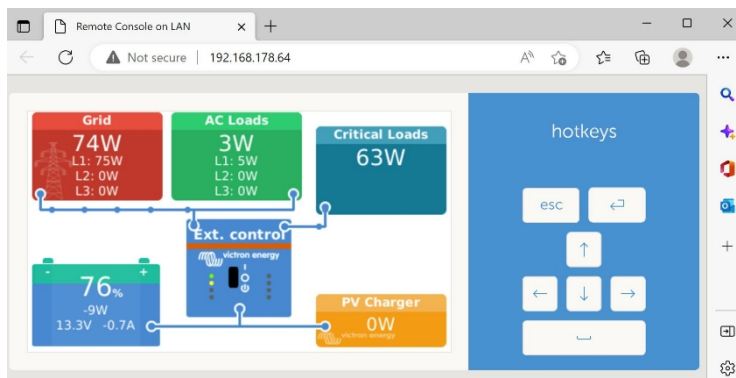 Remote Console on LAN
Not secure
192.168.178.64
Grid
74W
L1: 75W
L2: 0W
L3: 0W
AC Loads
3W
L1: 5W
L2: 0W
L3: 0W
Critical Loads
63W
Ext. control
victron energy
- +
76%
-9W
13.3V -0.7A
PV Charger
0W
victron energy
hotkeys
esc